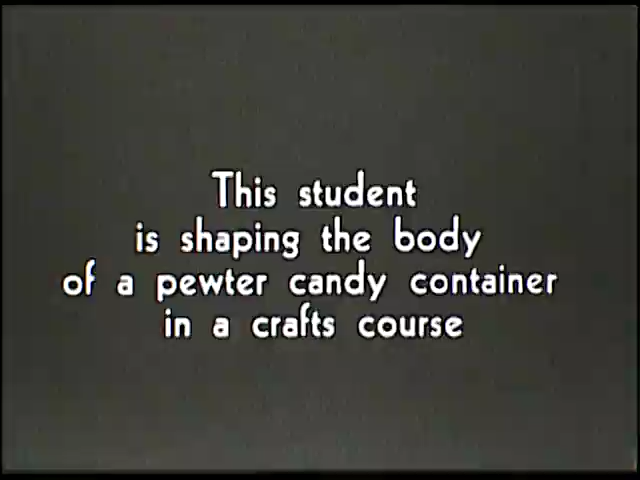 This student
is shaping the body
of a pewter candy container
in a crafts course